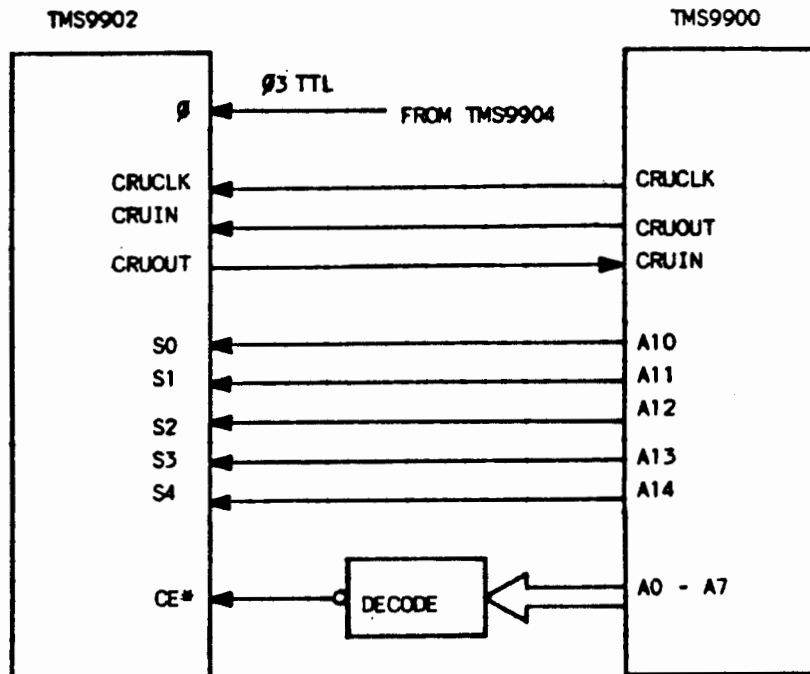 TMS9902 TMS9900
Ø3 TTL
Ø FROM TMS9904
CRUCLK CRUCLK
CRUIN CRUOUT
CRUOUT CRUIN
S0 A10
S1 A11
S2 A12
S3 A13
S4 A14
CE* DECODE A0 - A7